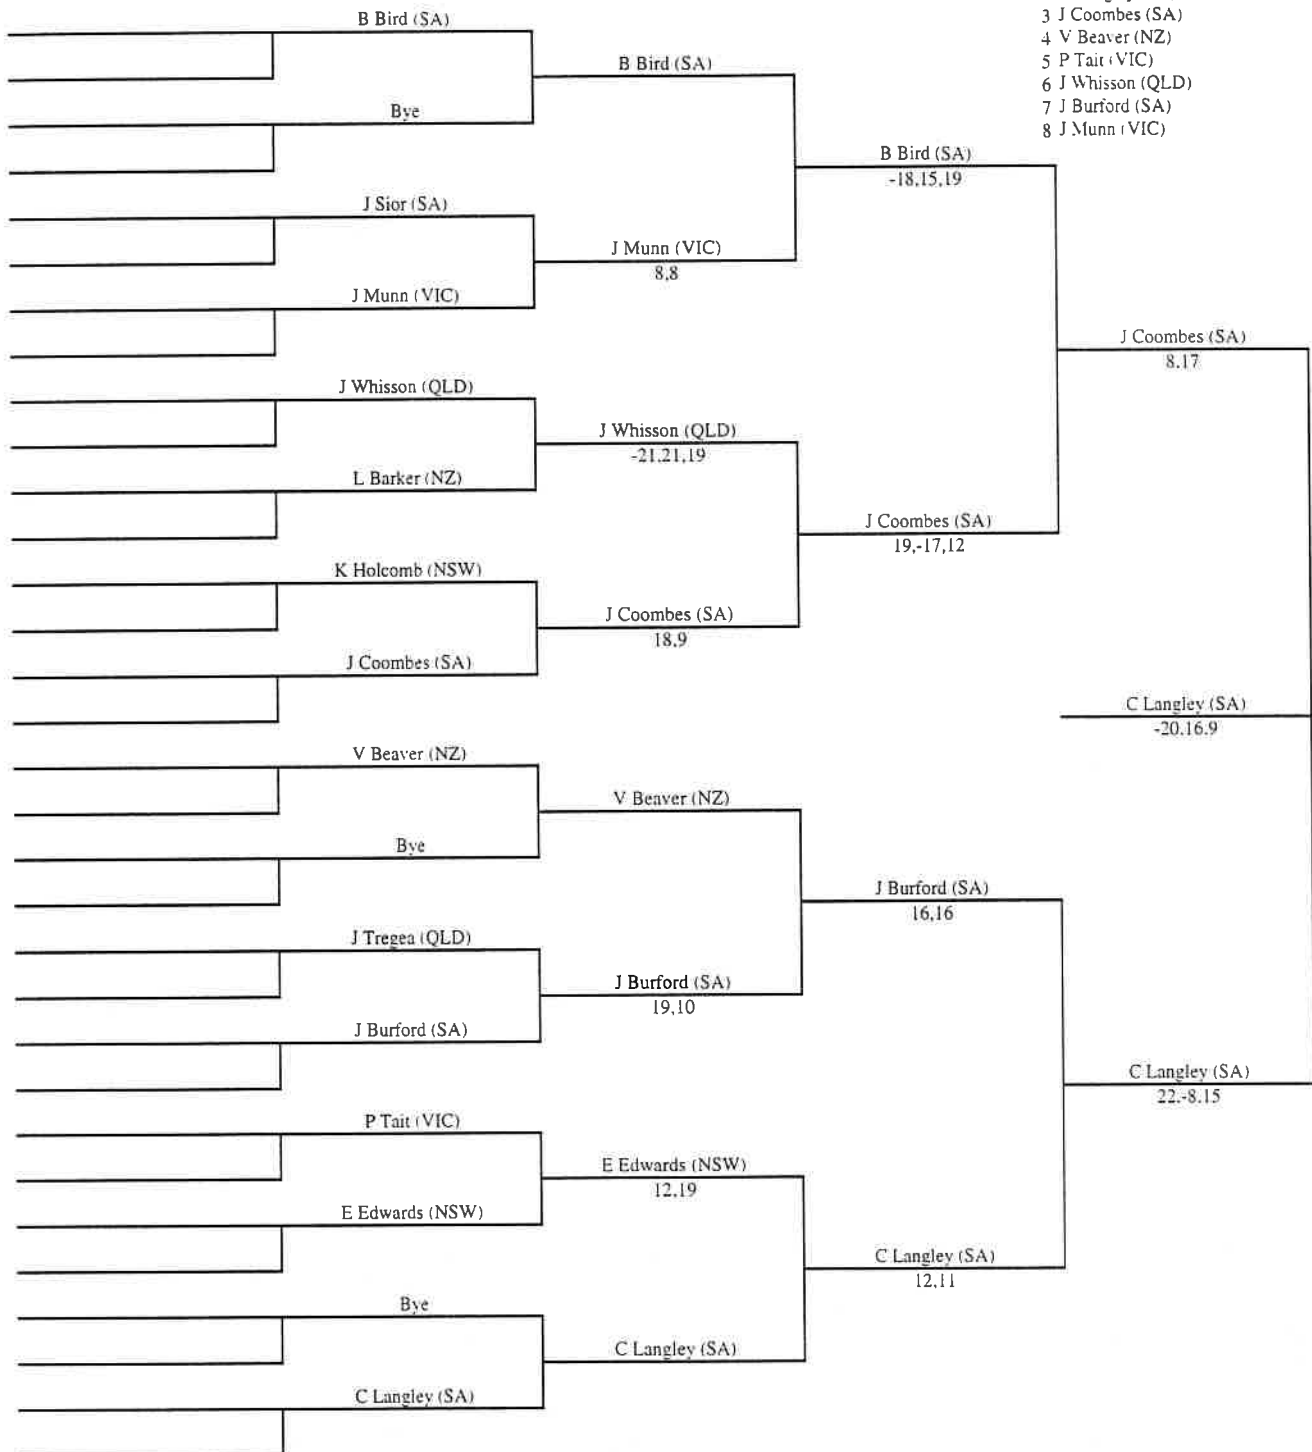 3 J Coombes (SA)
4 V Beaver (NZ)
5 P Tait (VIC)
6 J Whisson (QLD)
7 J Burford (SA)
8 J Munn (VIC)
B Bird (SA)
Bye
J Sior (SA)
J Munn (VIC)
J Whisson (QLD)
L Barker (NZ)
K Holcomb (NSW)
J Coombes (SA)
V Beaver (NZ)
Bye
J Tregea (QLD)
J Burford (SA)
P Tait (VIC)
E Edwards (NSW)
Bye
C Langley (SA)
B Bird (SA)
J Munn (VIC)
8,8
J Whisson (QLD)
-21,21,19
J Coombes (SA)
18,9
V Beaver (NZ)
J Burford (SA)
19,10
E Edwards (NSW)
12,19
C Langley (SA)
B Bird (SA)
-18,15,19
J Coombes (SA)
19,-17,12
J Burford (SA)
16,16
C Langley (SA)
12,11
J Coombes (SA)
8.17
C Langley (SA)
22.-8.15
C Langley (SA)
-20.16.9